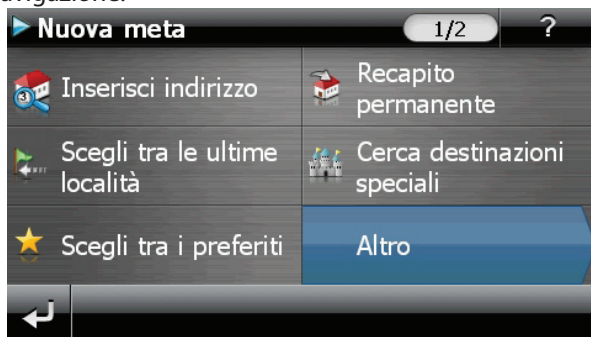 Nuova meta
1/2
?
Inserisci indirizzo
Recapito
permanente
Scegli tra le ultime
località
Cerca destinazioni
speciali
Scegli tra i preferiti
Altro